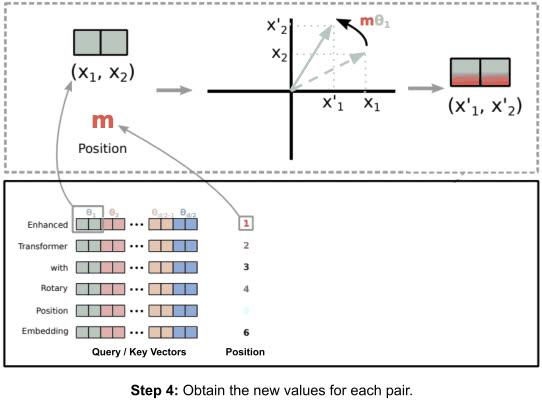 x'₂
mθ₁
x₂
(x₁, x₂)
x'₁ x₁
(x'₁, x'₂)
m
Position
θ₁ θ₂ θd/2-1 θd/2
Enhanced ••• 1
Transformer ••• 2
with ••• 3
Rotary ••• 4
Position •••
Embedding ••• 6
Query / Key Vectors Position
Step 4: Obtain the new values for each pair.